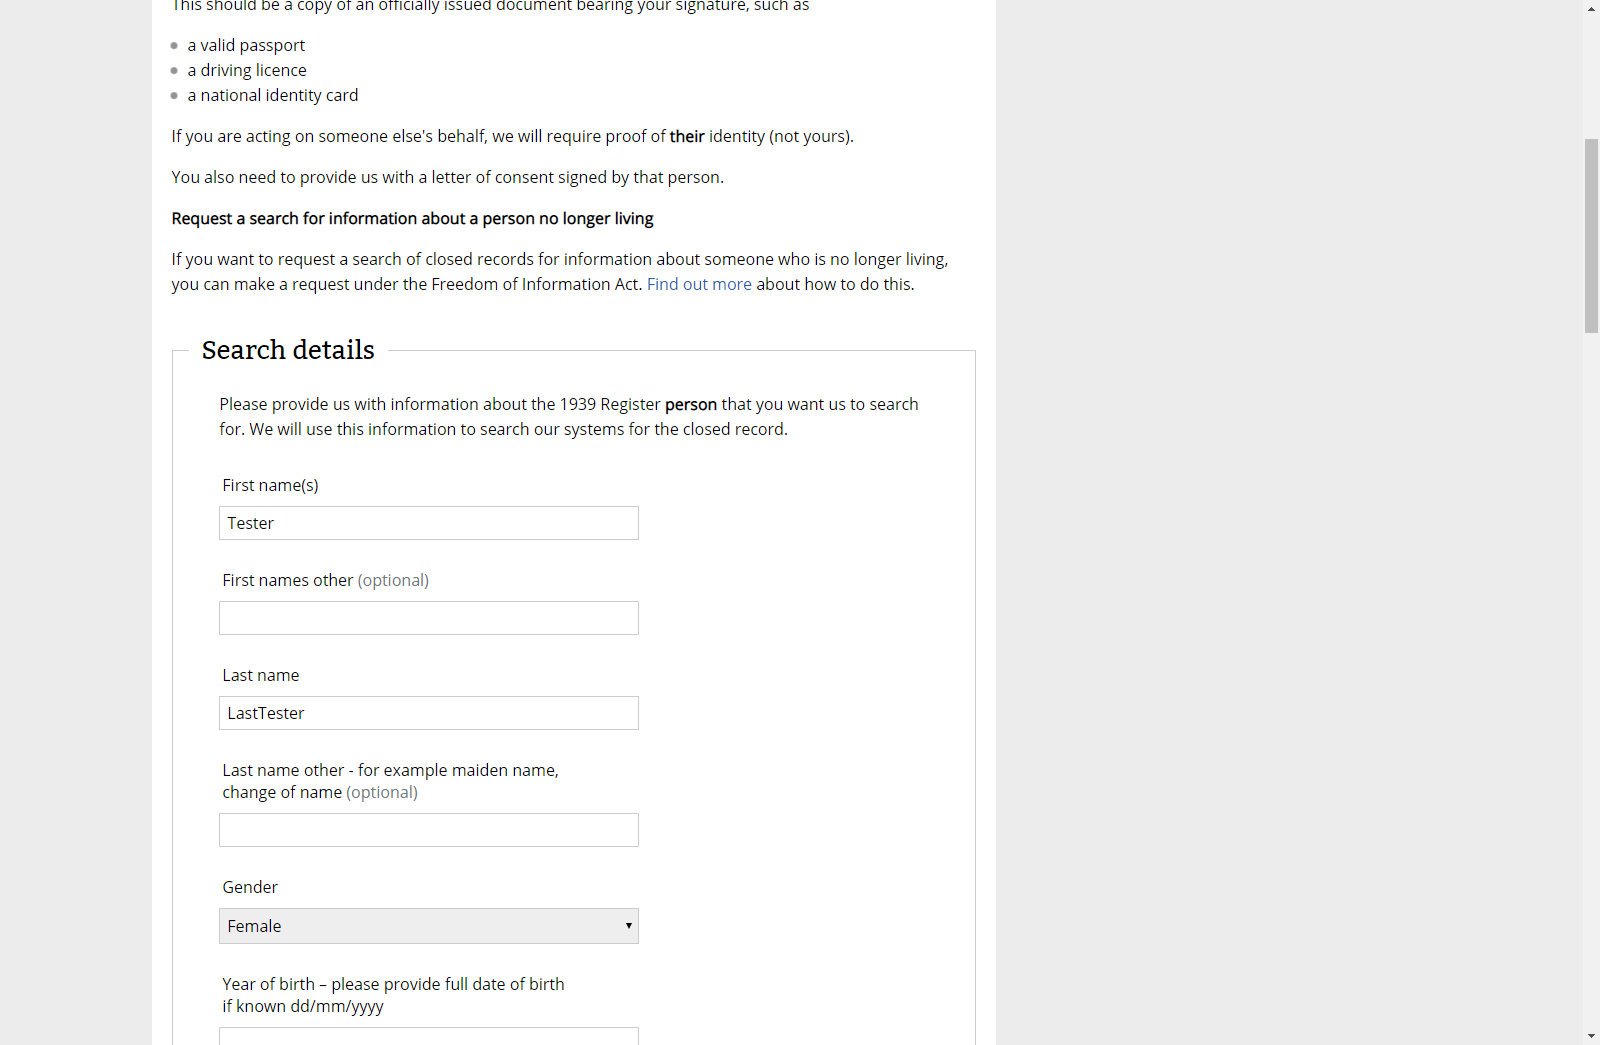 This should be a copy of an officially issued document bearing your signature, such as
a valid passport
a driving licence
a national identity card
If you are acting on someone else's behalf, we will require proof of their identity (not yours).
You also need to provide us with a letter of consent signed by that person.
Request a search for information about a person no longer living
If you want to request a search of closed records for information about someone who is no longer living,
you can make a request under the Freedom of Information Act. Find out more about how to do this.
Search details
Please provide us with information about the 1939 Register person that you want us to search
for. We will use this information to search our systems for the closed record.
First name(s)
Tester
First names other (optional)
Last name
LastTester
Last name other - for example maiden name,
change of name (optional)
Gender
Female
Year of birth – please provide full date of birth
if known dd/mm/yyyy